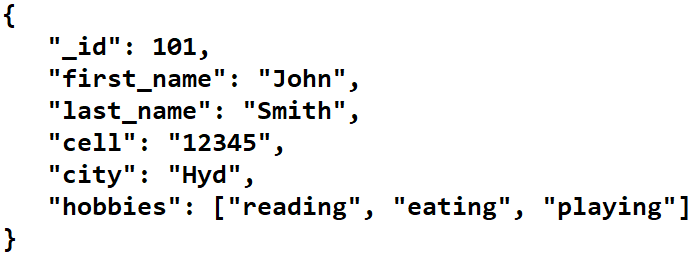 {
"_id": 101,
"first_name": "John",
"last_name": "Smith",
"cell": "12345",
"city": "Hyd",
"hobbies": ["reading", "eating", "playing"]
}